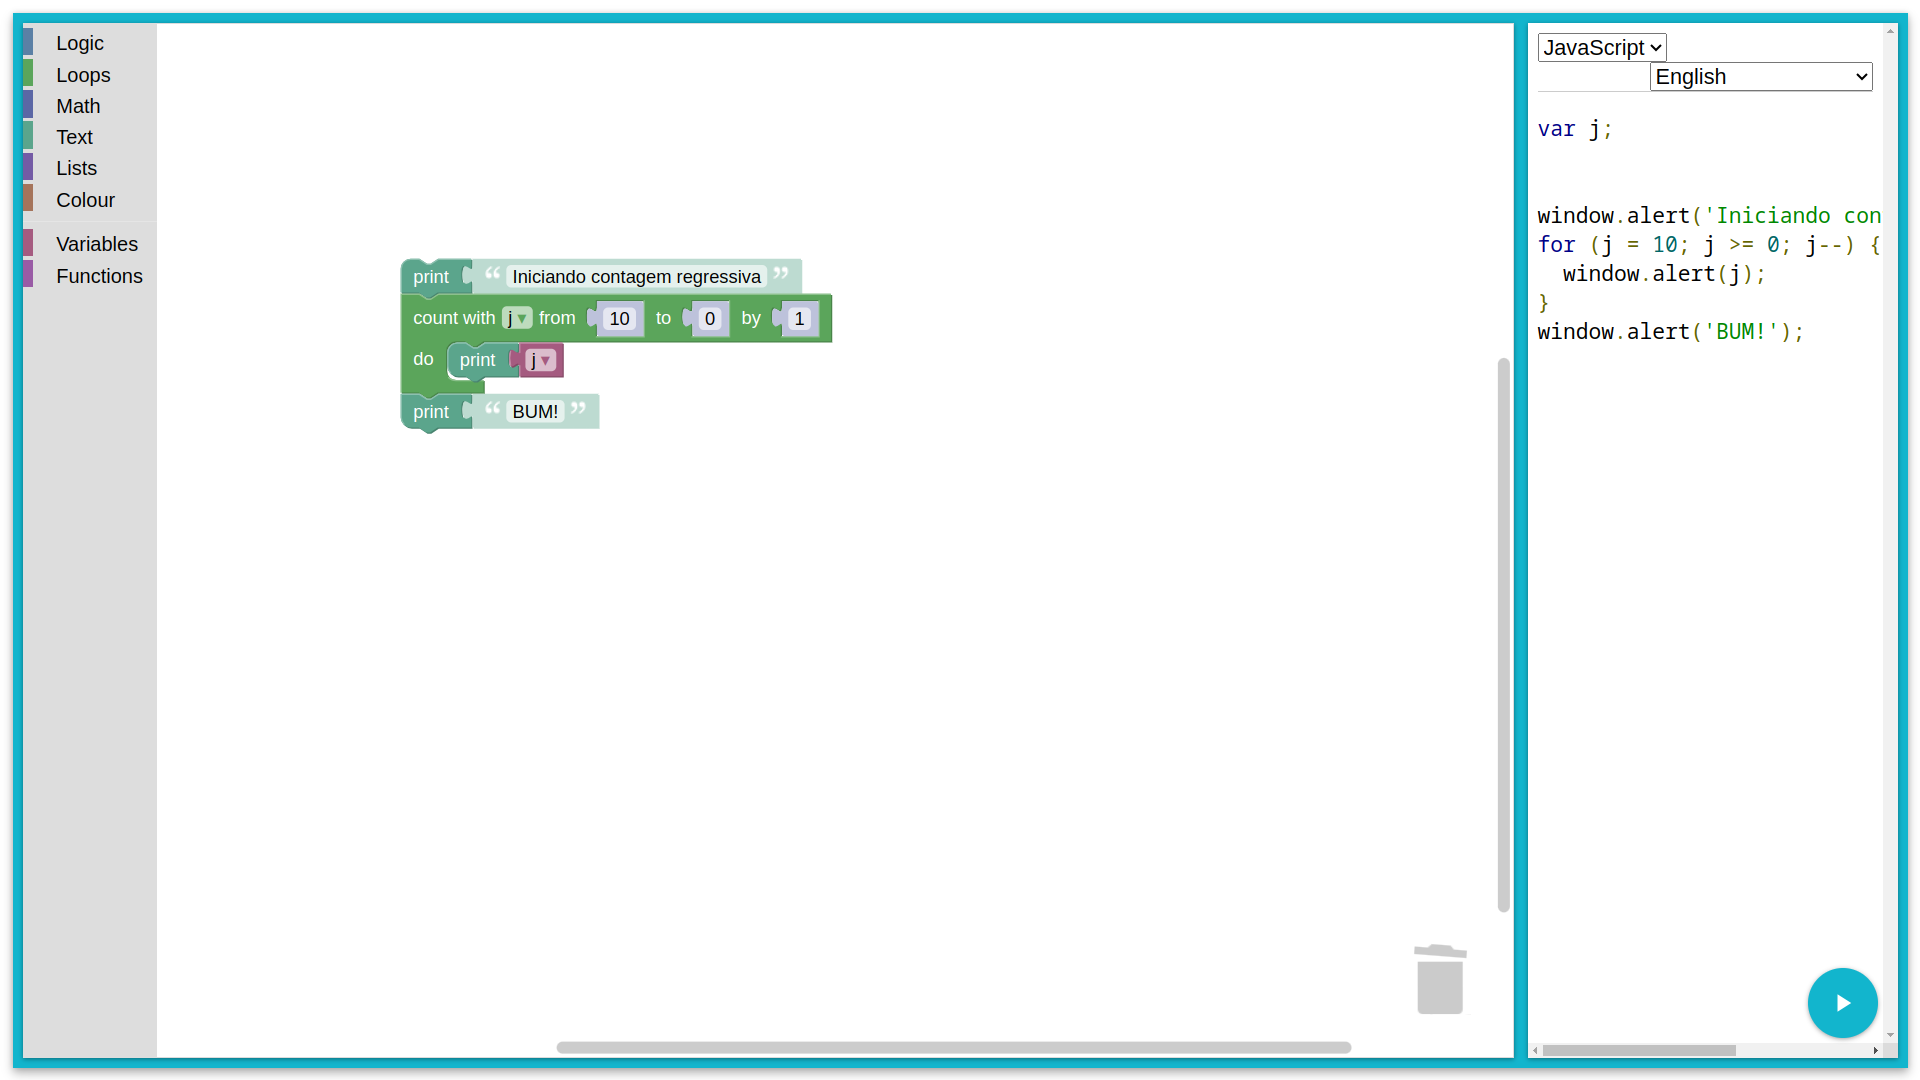 Logic
Loops
Math
Text
Lists
Colour
Variables
Functions
print “ Iniciando contagem regressiva ”
count with j ▾ from 10 to 0 by 1
do print j ▾
print “ BUM! ”
JavaScript
English
var j;
window.alert('Iniciando con
for (j = 10; j >= 0; j--) {
window.alert(j);
}
window.alert('BUM!');